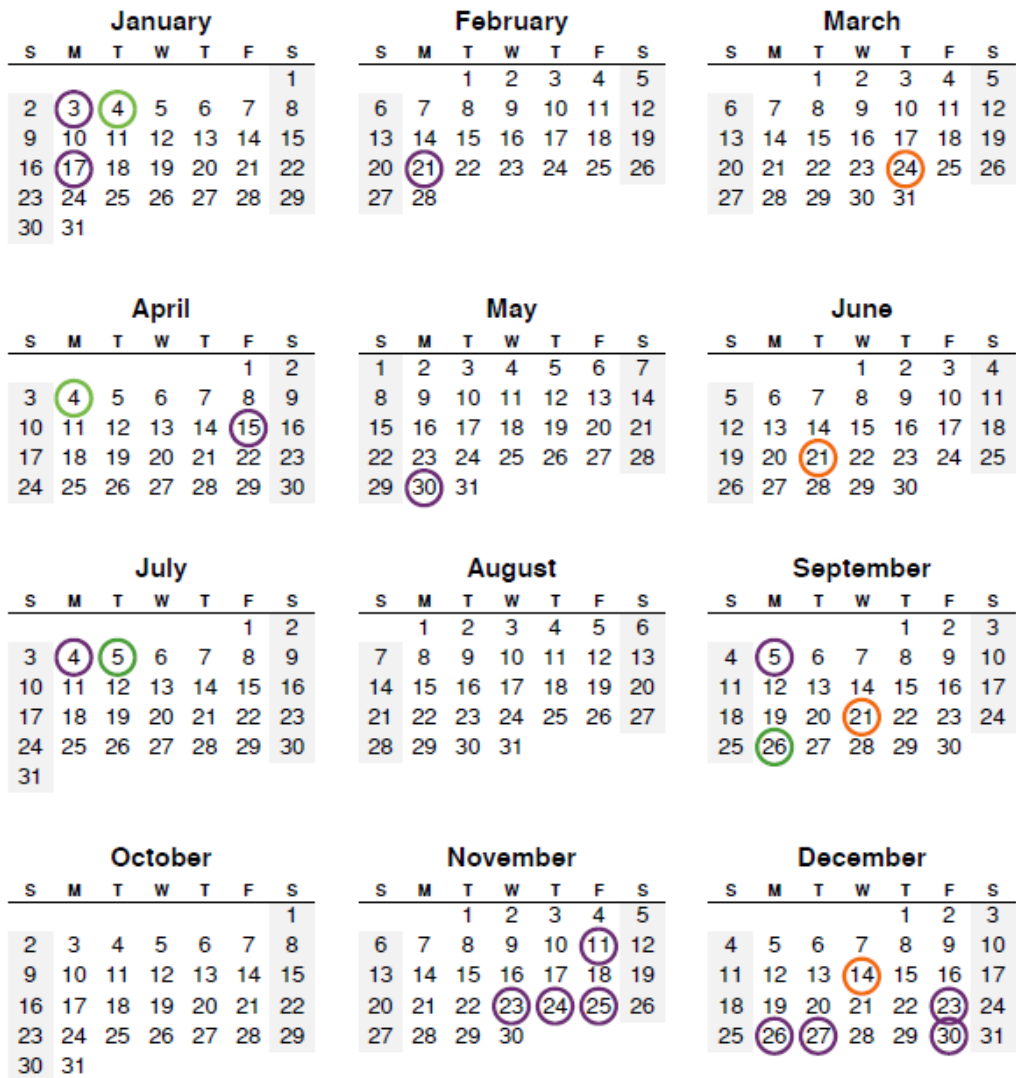 January February March
S M T W T F S S M T W T F S S M T W T F S
1 1 2 3 4 5 1 2 3 4 5
2 3 4 5 6 7 8 6 7 8 9 10 11 12 6 7 8 9 10 11 12
9 10 11 12 13 14 15 13 14 15 16 17 18 19 13 14 15 16 17 18 19
16 17 18 19 20 21 22 20 21 22 23 24 25 26 20 21 22 23 24 25 26
23 24 25 26 27 28 29 27 28 27 28 29 30 31
30 31
April May June
S M T W T F S S M T W T F S S M T W T F S
1 2 1 2 3 4 5 6 7 1 2 3 4
3 4 5 6 7 8 9 8 9 10 11 12 13 14 5 6 7 8 9 10 11
10 11 12 13 14 15 16 15 16 17 18 19 20 21 12 13 14 15 16 17 18
17 18 19 20 21 22 23 22 23 24 25 26 27 28 19 20 21 22 23 24 25
24 25 26 27 28 29 30 29 30 31 26 27 28 29 30
July August September
S M T W T F S S M T W T F S S M T W T F S
1 2 1 2 3 4 5 6 1 2 3
3 4 5 6 7 8 9 7 8 9 10 11 12 13 4 5 6 7 8 9 10
10 11 12 13 14 15 16 14 15 16 17 18 19 20 11 12 13 14 15 16 17
17 18 19 20 21 22 23 21 22 23 24 25 26 27 18 19 20 21 22 23 24
24 25 26 27 28 29 30 28 29 30 31 25 26 27 28 29 30
31
October November December
S M T W T F S S M T W T F S S M T W T F S
1 1 2 3 4 5 1 2 3
2 3 4 5 6 7 8 6 7 8 9 10 11 12 4 5 6 7 8 9 10
9 10 11 12 13 14 15 13 14 15 16 17 18 19 11 12 13 14 15 16 17
16 17 18 19 20 21 22 20 21 22 23 24 25 26 18 19 20 21 22 23 24
23 24 25 26 27 28 29 27 28 29 30 25 26 27 28 29 30 31
30 31